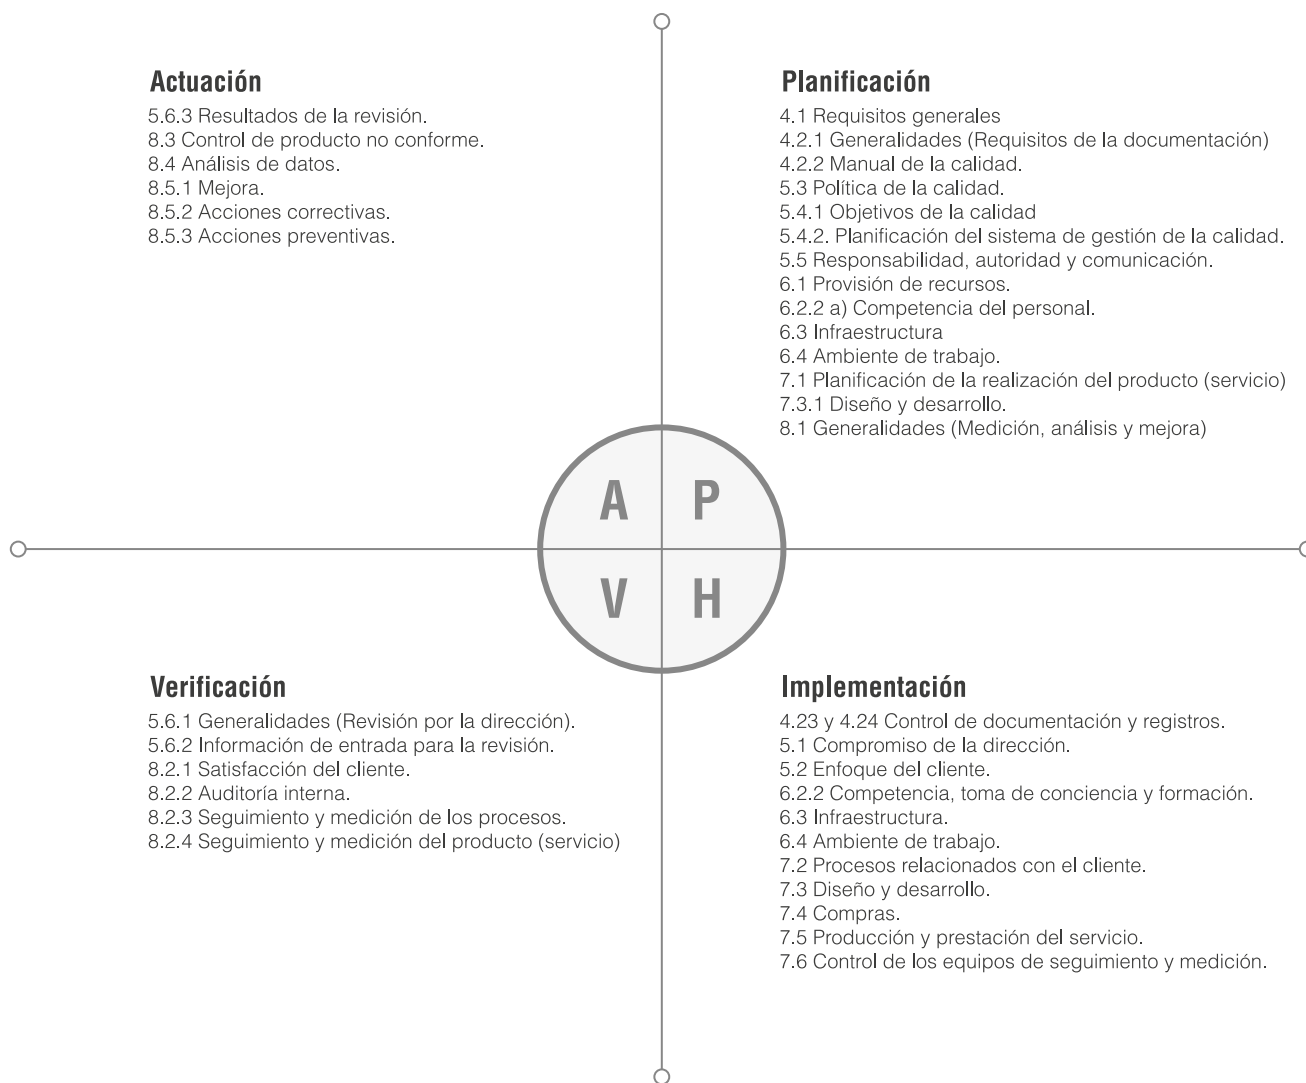 Actuación
5.6.3 Resultados de la revisión.
8.3 Control de producto no conforme.
8.4 Análisis de datos.
8.5.1 Mejora.
8.5.2 Acciones correctivas.
8.5.3 Acciones preventivas.
Planificación
4.1 Requisitos generales
4.2.1 Generalidades (Requisitos de la documentación)
4.2.2 Manual de la calidad.
5.3 Política de la calidad.
5.4.1 Objetivos de la calidad
5.4.2. Planificación del sistema de gestión de la calidad.
5.5 Responsabilidad, autoridad y comunicación.
6.1 Provisión de recursos.
6.2.2 a) Competencia del personal.
6.3 Infraestructura
6.4 Ambiente de trabajo.
7.1 Planificación de la realización del producto (servicio)
7.3.1 Diseño y desarrollo.
8.1 Generalidades (Medición, análisis y mejora)
A P
V H
Verificación
5.6.1 Generalidades (Revisión por la dirección).
5.6.2 Información de entrada para la revisión.
8.2.1 Satisfacción del cliente.
8.2.2 Auditoría interna.
8.2.3 Seguimiento y medición de los procesos.
8.2.4 Seguimiento y medición del producto (servicio)
Implementación
4.23 y 4.24 Control de documentación y registros.
5.1 Compromiso de la dirección.
5.2 Enfoque del cliente.
6.2.2 Competencia, toma de conciencia y formación.
6.3 Infraestructura.
6.4 Ambiente de trabajo.
7.2 Procesos relacionados con el cliente.
7.3 Diseño y desarrollo.
7.4 Compras.
7.5 Producción y prestación del servicio.
7.6 Control de los equipos de seguimiento y medición.